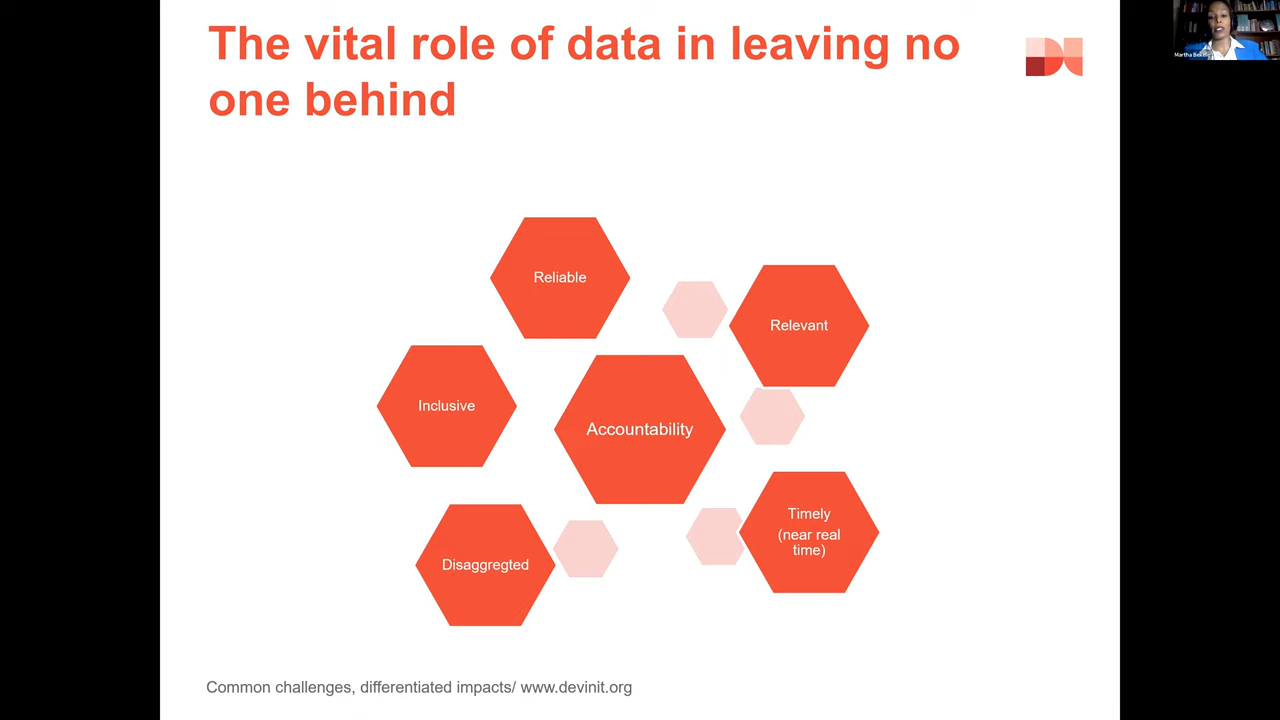 The vital role of data in leaving no
one behind
Martha
Reliable
Relevant
Inclusive
Accountability
Timely
(near real
time)
Disaggregted
Common challenges, differentiated impacts/ www.devinit.org